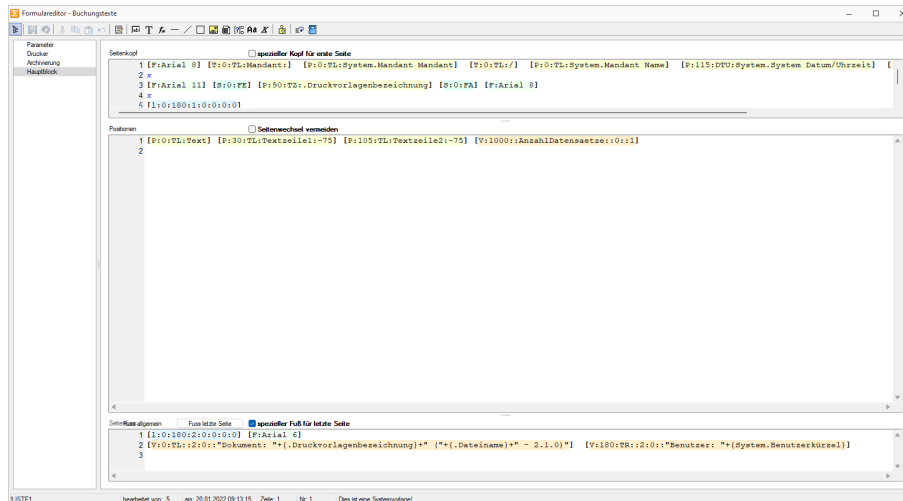 Formulareditor - Buchungstexte
Parameter
Drucker
Archivierung
Hauptblock
Seitenkopf
spezieller Kopf für erste Seite
1 [F:Arial 8] [T:0:TL:Mandant:] [P:0:TL:System.Mandant Mandant] [T:0:TL:/] [P:0:TL:System.Mandant Name] [P:115:DTU:System.System Datum/Uhrzeit] [
2 x
3 [F:Arial 11] [S:0:FE] [P:90:TZ:.Druckvorlagenbezeichnung] [S:0:FA] [F:Arial 8]
4 x
5 [l:0:180:1:0:0:0:0]
Positionen
Seitenwechsel vermeiden
1 [P:0:TL:Text] [P:30:TL:Textzeile1:-75] [P:105:TL:Textzeile2:-75] [V:1000::AnzahlDatensaetze::0::1]
2
Fuss allgemein
Fuss letzte Seite
spezieller Fuß für letzte Seite
1 [l:0:180:2:0:0:0:0] [F:Arial 6]
2 [V:0:TL::2:0::"Dokument: "+{.Druckvorlagenbezeichnung}+" ("+{.Dateiname}+" - 2.1.0)"] [V:180:TR::2:0::"Benutzer: "+{System.Benutzerkürzel}]
3
!LISTE1
bearbeitet von: 5
am: 20.01.2022 09:13:15
Zeile: 1
Nr: 1
Dies ist eine Systemvorlage!